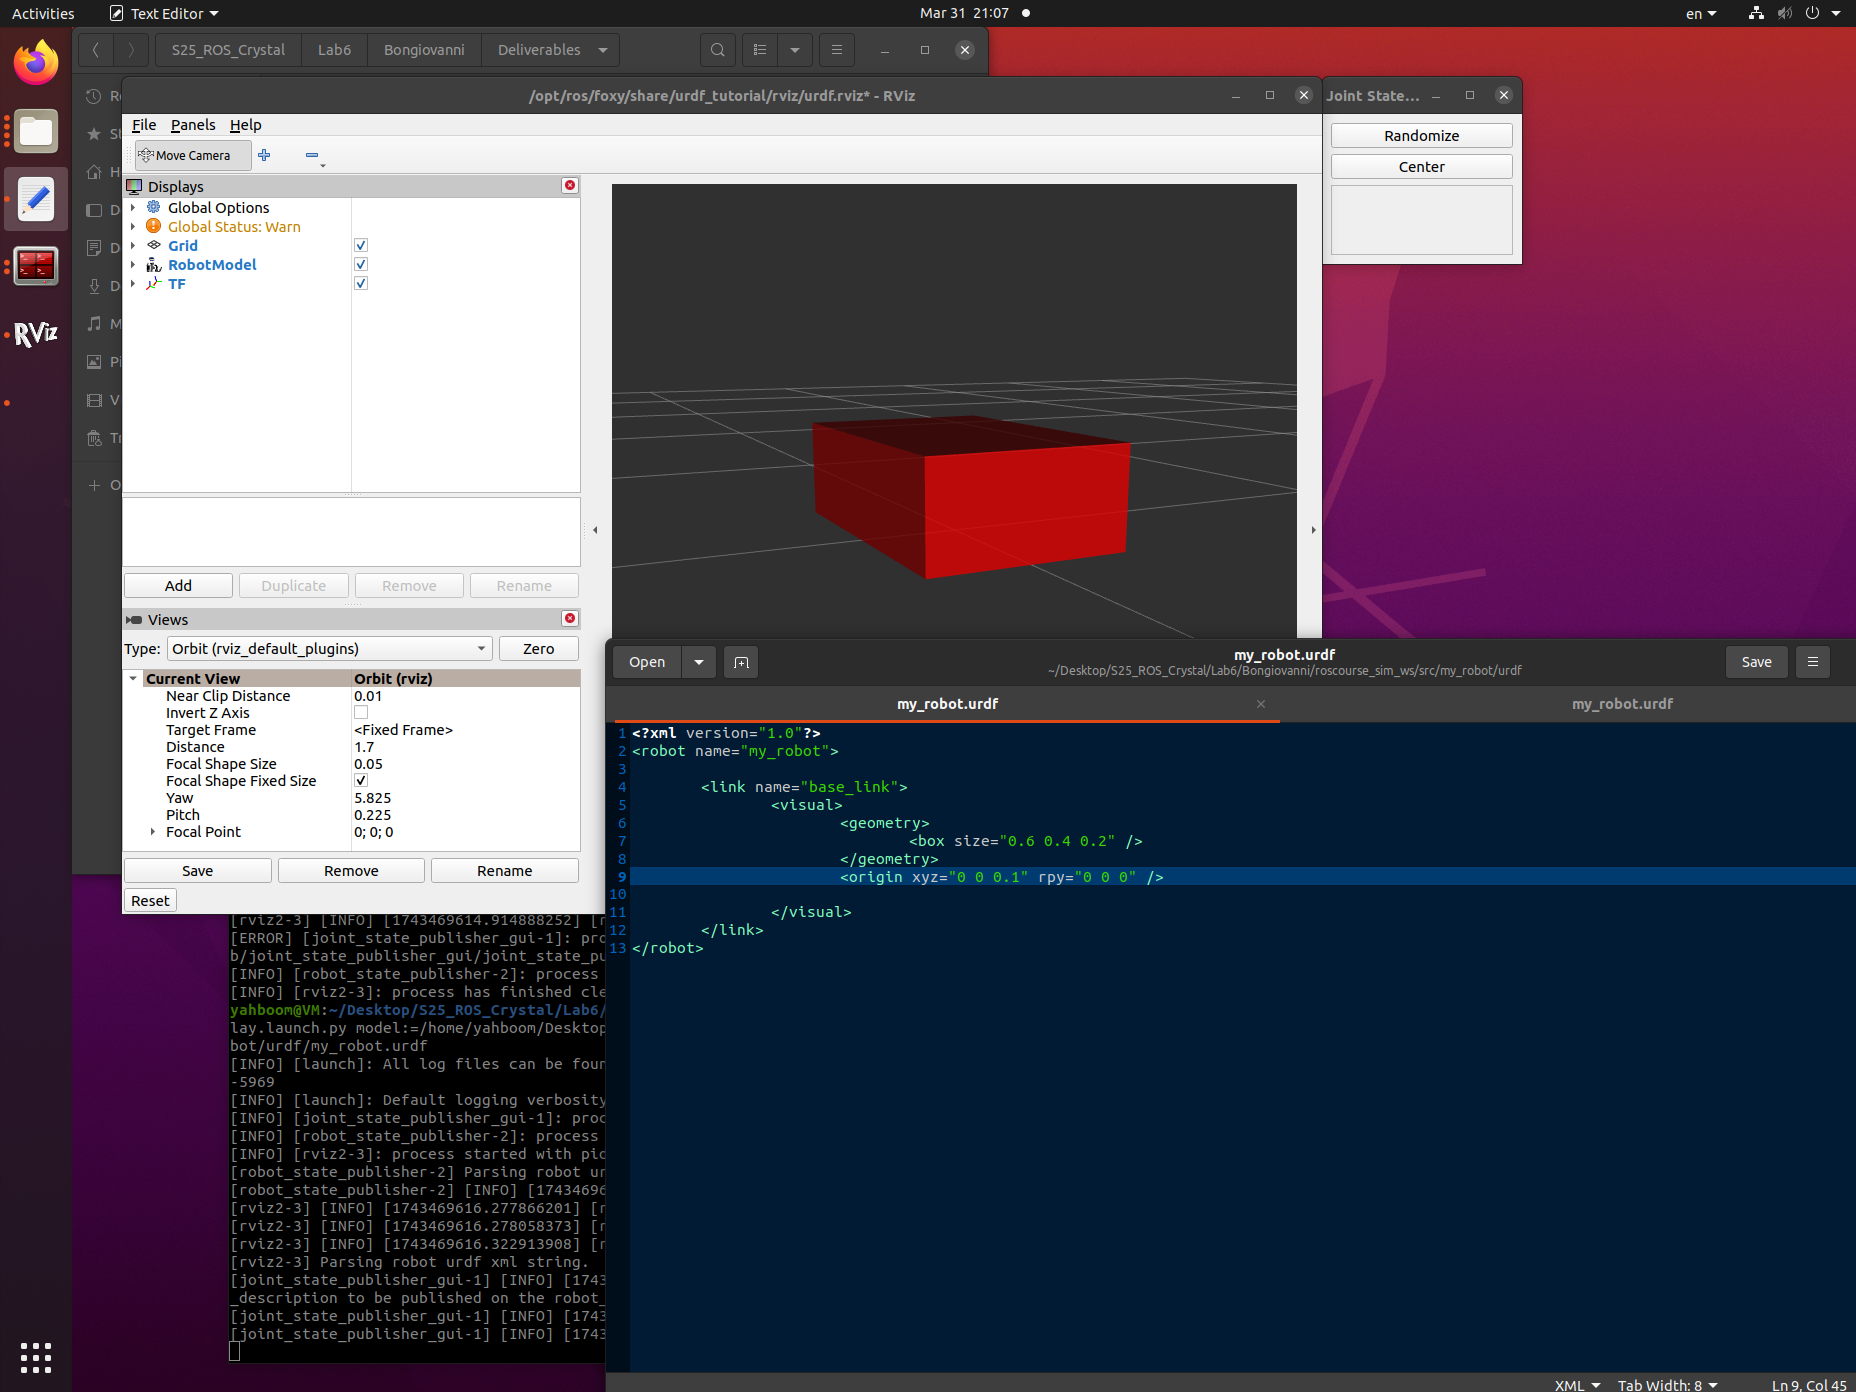 Activities
Text Editor
Mar 31 21:07
en
S25_ROS_Crystal
Lab6
Bongiovanni
Deliverables
/opt/ros/foxy/share/urdf_tutorial/rviz/urdf.rviz* - RViz
Joint State...
File Panels Help
Randomize
Move Camera
Center
Displays
Global Options
Global Status: Warn
Grid
RobotModel
TF
RViz
Add
Duplicate
Remove
Rename
Views
Type: Orbit (rviz_default_plugins)
Zero
Current View Orbit (rviz)
Near Clip Distance 0.01
Invert Z Axis
Target Frame <Fixed Frame>
Distance 1.7
Focal Shape Size 0.05
Focal Shape Fixed Size
Yaw 5.825
Pitch 0.225
Focal Point 0; 0; 0
Save
Remove
Rename
Reset
Open
my_robot.urdf
~/Desktop/S25_ROS_Crystal/Lab6/Bongiovanni/roscourse_sim_ws/src/my_robot/urdf
Save
my_robot.urdf
my_robot.urdf
1 <?xml version="1.0"?>
2 <robot name="my_robot">
3
4 <link name="base_link">
5 <visual>
6 <geometry>
7 <box size="0.6 0.4 0.2" />
8 </geometry>
9 <origin xyz="0 0 0.1" rpy="0 0 0" />
10
11 </visual>
12 </link>
13 </robot>
[rviz2-3] [INFO] [1743469614.914888252] [r
[ERROR] [joint_state_publisher_gui-1]: pro
b/joint_state_publisher_gui/joint_state_pu
[INFO] [robot_state_publisher-2]: process
[INFO] [rviz2-3]: process has finished cle
yahboom@VM:~/Desktop/S25_ROS_Crystal/Lab6/
lay.launch.py model:=/home/yahboom/Desktop
bot/urdf/my_robot.urdf
[INFO] [launch]: All log files can be foun
-5969
[INFO] [launch]: Default logging verbosity
[INFO] [joint_state_publisher_gui-1]: proc
[INFO] [robot_state_publisher-2]: process
[INFO] [rviz2-3]: process started with pid
[robot_state_publisher-2] Parsing robot ur
[robot_state_publisher-2] [INFO] [17434696
[rviz2-3] [INFO] [1743469616.277866201] [r
[rviz2-3] [INFO] [1743469616.278058373] [r
[rviz2-3] [INFO] [1743469616.322913908] [r
[rviz2-3] Parsing robot urdf xml string.
[joint_state_publisher_gui-1] [INFO] [1743
_description to be published on the robot_
[joint_state_publisher_gui-1] [INFO] [1743
[joint_state_publisher_gui-1] [INFO] [1743
XML
Tab Width: 8
Ln 9, Col 45